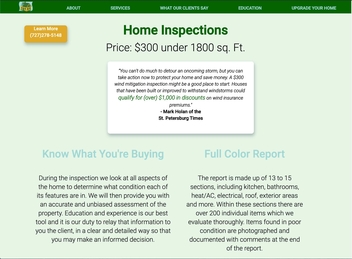 ABOUT SERVICES WHAT OUR CLIENTS SAY EDUCATION UPGRADE YOUR HOME
Learn More
(727)218-3148
Home Inspections
Price: $300 under 1800 sq. Ft.
"You can't do much to detour an oncoming storm, but you can
take action now to protect your home and save money. A $300
wind mitigation inspection might be a good place to start. Houses
that have been built or improved to withstand windstorms could
qualify for (over) $1,000 in discounts on wind insurance
premiums."
- Mark Holan of the
St. Petersburg Times
Know What You're Buying
During the inspection we look at all aspects
of the home to determine what condition each of
its features are in. We will then provide you with
an accurate and unbiased assessment of the
property. Education and experience is our best
tool and it is our duty to relay that information to
you the client, in a clear and detailed way so that
you may make an informed decision.
Full Color Report
The report is made up of 13 to 15
sections, including kitchen, bathrooms,
heat/AC, electrical, roof, exterior areas
and more. Within these sections there are
over 200 individual items which we
evaluate thoroughly. Items found in poor
condition are photographed and
documented with comments at the end
of the report.